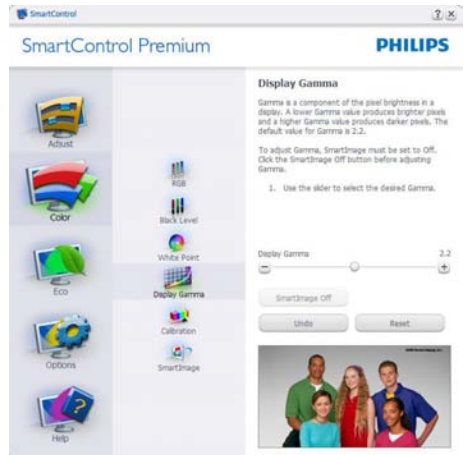 SmartControl
SmartControl Premium
PHILIPS
Adjust
Color
Eco
Options
Help
RGB
Black Level
White Point
Display Gamma
Calibration
SmartImage
Display Gamma
Gamma is a component of the pixel brightness in a
display. A lower Gamma value produces brighter pixels
and a higher Gamma value produces darker pixels. The
default value for Gamma is 2.2.
To adjust Gamma, SmartImage must be set to Off.
Click the SmartImage Off button before adjusting
Gamma.
1. Use the slider to select the desired Gamma.
Display Gamma 2.2
SmartImage Off
Undo Reset